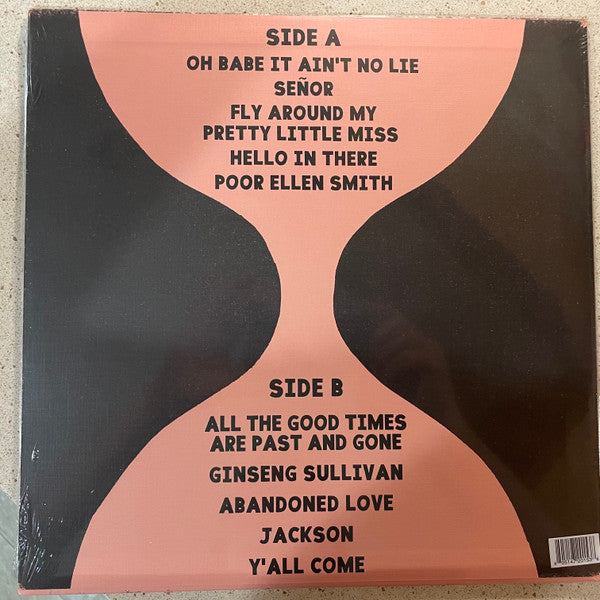 SIDE A
OH BABE IT AIN'T NO LIE
SEÑOR
FLY AROUND MY
PRETTY LITTLE MISS
HELLO IN THERE
POOR ELLEN SMITH
SIDE B
ALL THE GOOD TIMES
ARE PAST AND GONE
GINSENG SULLIVAN
ABANDONED LOVE
JACKSON
Y'ALL COME